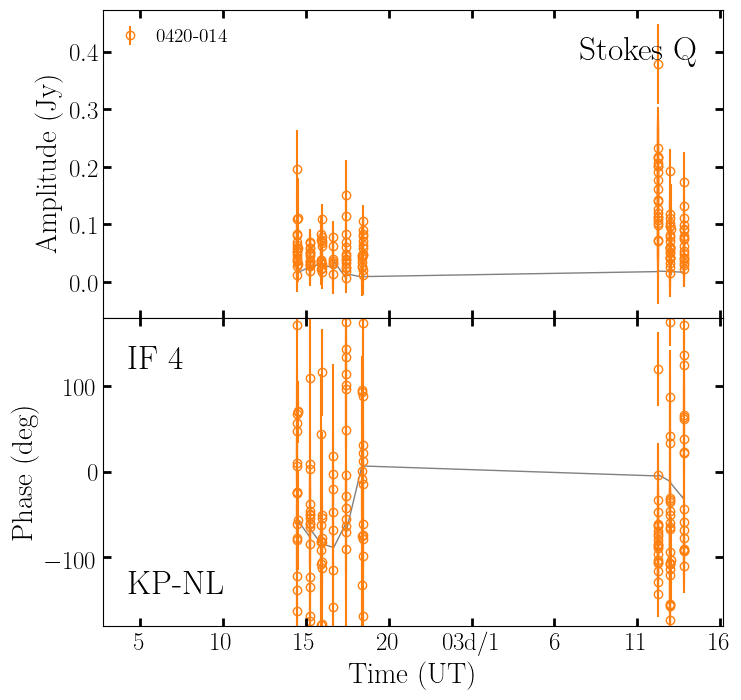 0420-014
Stokes Q
Amplitude (Jy)
0.4
0.3
0.2
0.1
0.0
IF 4
KP-NL
Phase (deg)
100
0
−100
5 10 15 20 03d/1 6 11 16
Time (UT)